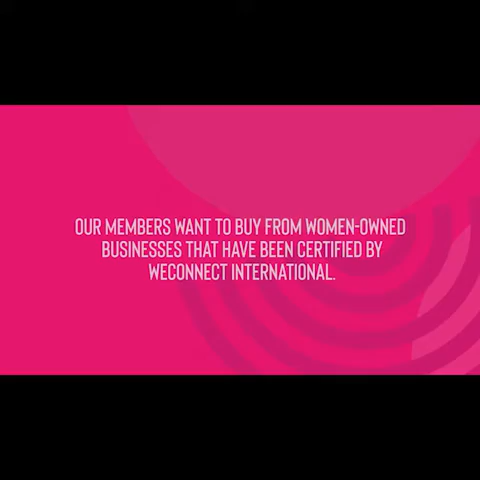 OUR MEMBERS WANT TO BUY FROM WOMEN-OWNED
BUSINESSES THAT HAVE BEEN CERTIFIED BY
WECONNECT INTERNATIONAL.